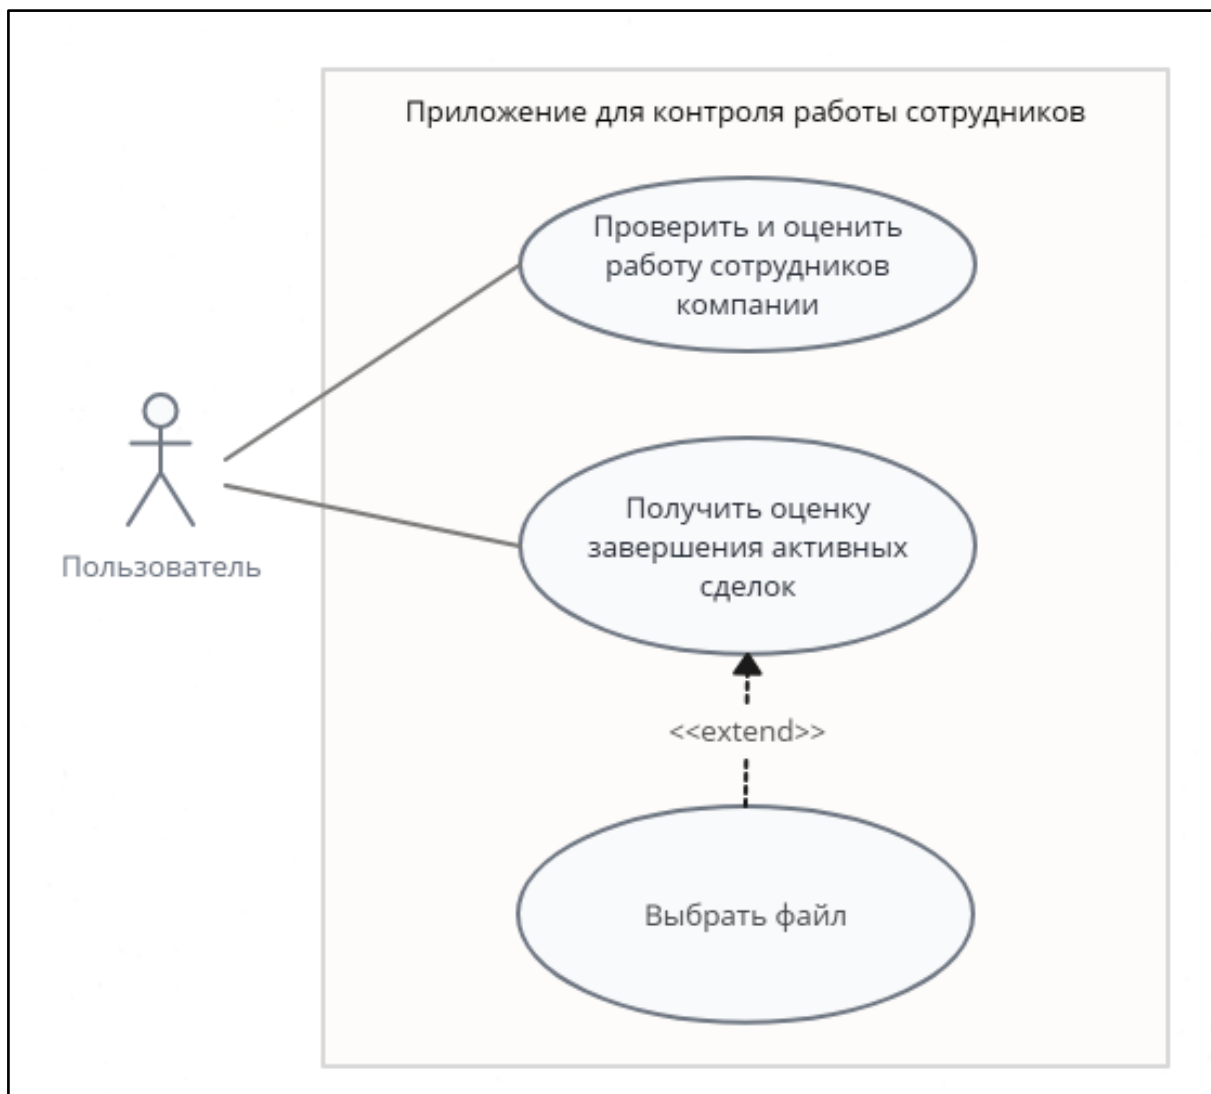 Приложение для контроля работы сотрудников
Проверить и оценить
работу сотрудников
компании
Пользователь
Получить оценку
завершения активных
сделок
<<extend>>
Выбрать файл